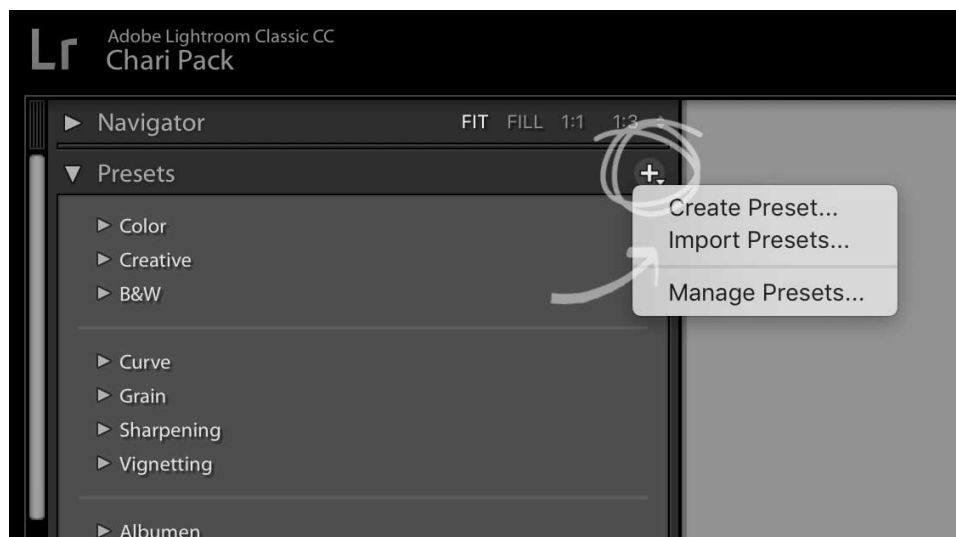 Lr
Adobe Lightroom Classic CC
Chari Pack
Navigator FIT FILL 1:1 1:3
Presets
Create Preset...
Color
Import Presets...
Creative
B&W
Manage Presets...
Curve
Grain
Sharpening
Vignetting
Albumen